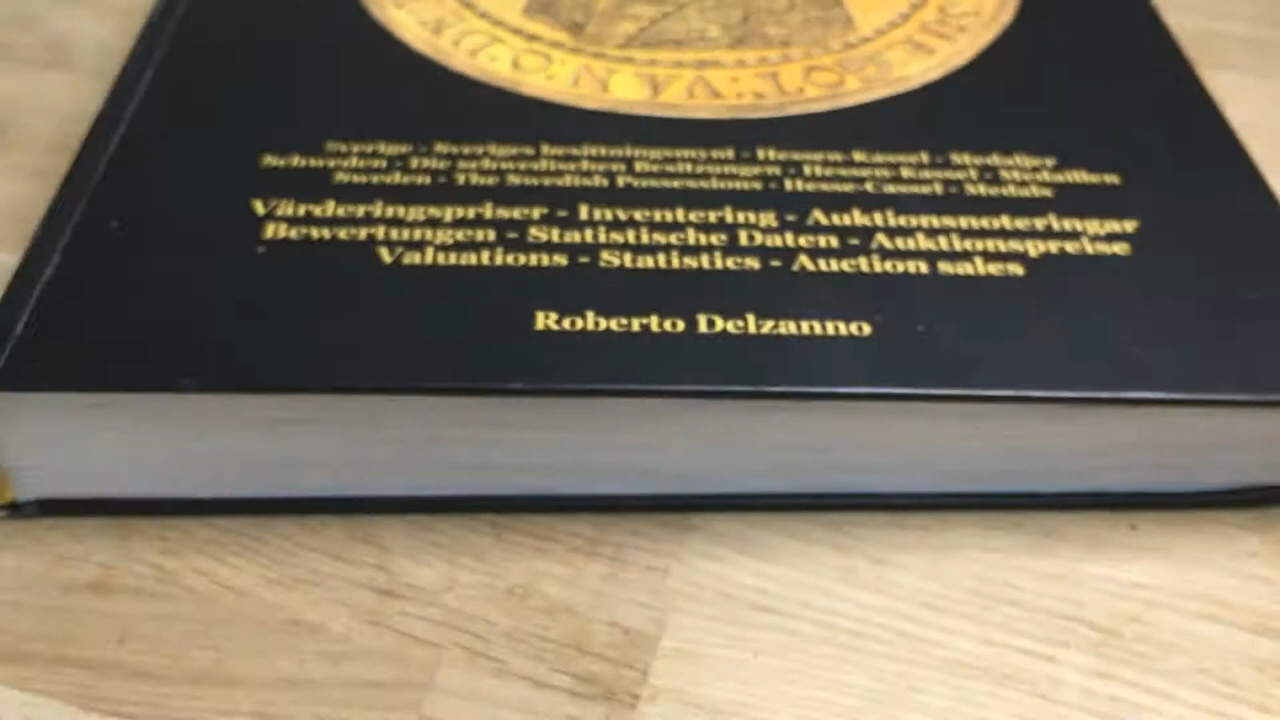 Sverige - Sveriges besittningsmynt - Hessen-Kassel - Medaljer
Schweden - Die schwedischen Besitzungen - Hessen-Kassel - Medaillen
Sweden - The Swedish Possessions - Hesse-Cassel - Medals
Värderingspriser - Inventering - Auktionsnoteringar
Bewertungen - Statistische Daten - Auktionspreise
Valuations - Statistics - Auction sales
Roberto Delzanno